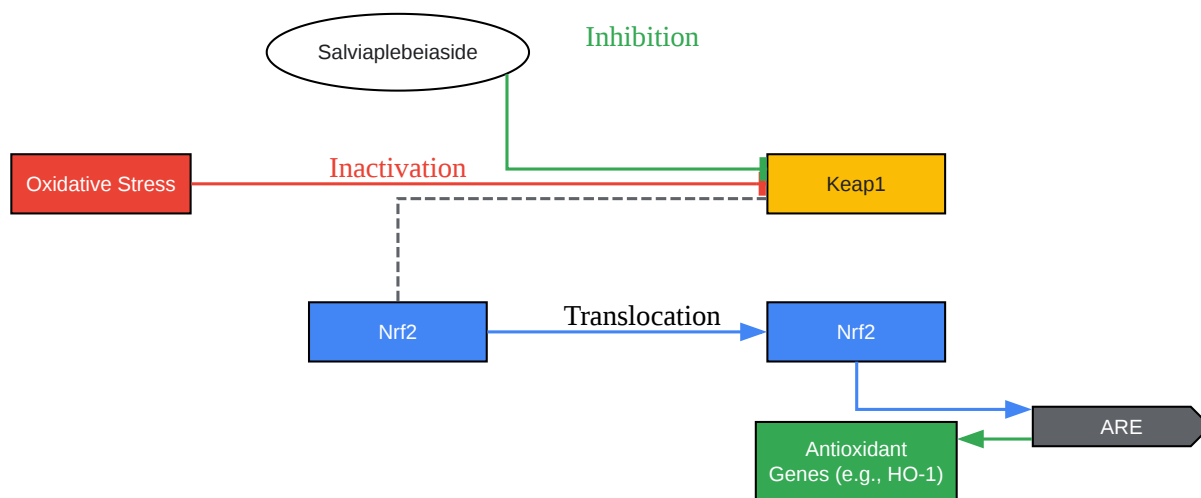 Inhibition
Salviaplebeiaside
Inactivation
Oxidative Stress
Keap1
Nrf2
Translocation
Nrf2
ARE
Antioxidant
Genes (e.g., HO-1)